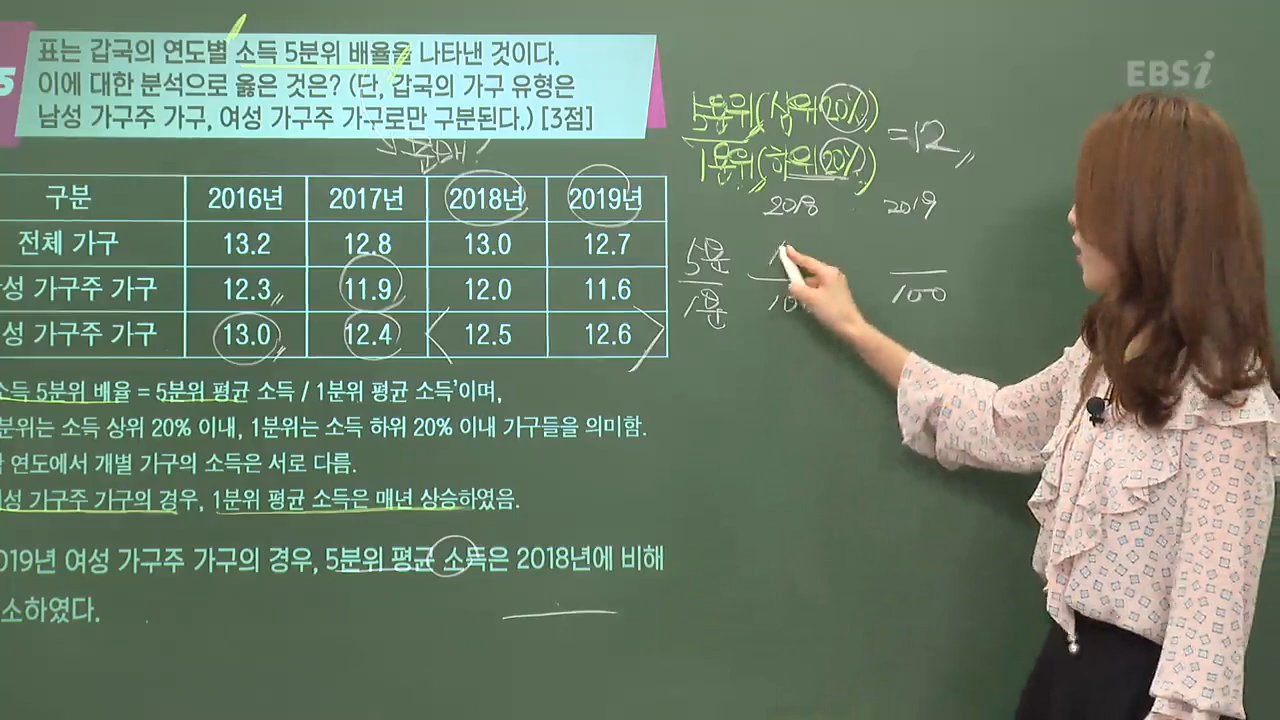 5
표는 갑국의 연도별 소득 5분위 배율을 나타낸 것이다.
이에 대한 분석으로 옳은 것은? (단, 갑국의 가구 유형은
남성 가구주 가구, 여성 가구주 가구로만 구분된다.) [3점]
EBSi
5분위(상위 20%)
1분위(하위 20%)
=12
구분 2016년 2017년 2018년 2019년
전체 가구 13.2 12.8 13.0 12.7
성 가구주 가구 12.3 11.9 12.0 11.6
성 가구주 가구 13.0 12.4 12.5 12.6
2018 2019
5분
1분
100
소득 5분위 배율 = 5분위 평균 소득 / 1분위 평균 소득'이며,
분위는 소득 상위 20% 이내, 1분위는 소득 하위 20% 이내 가구들을 의미함.
연도에서 개별 가구의 소득은 서로 다름.
성 가구주 가구의 경우, 1분위 평균 소득은 매년 상승하였음.
019년 여성 가구주 가구의 경우, 5분위 평균 소득은 2018년에 비해
소하였다.